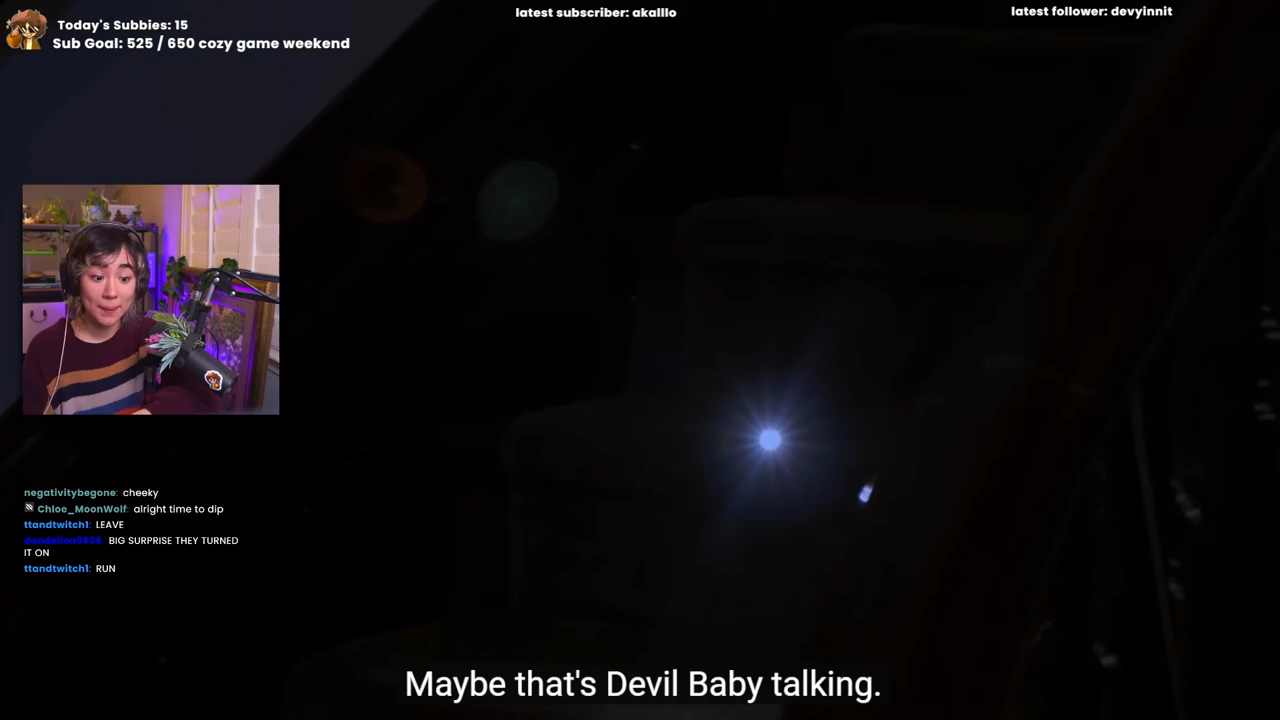 Today's Subbies: 15
Sub Goal: 525 / 650 cozy game weekend
latest subscriber: akalllo
latest follower: devyinnit
negativitybegone: cheeky
Chloe_MoonWolf: alright time to dip
ttandtwitch1: LEAVE
BIG SURPRISE THEY TURNED
IT ON
ttandtwitch1: RUN
Maybe that's Devil Baby talking.